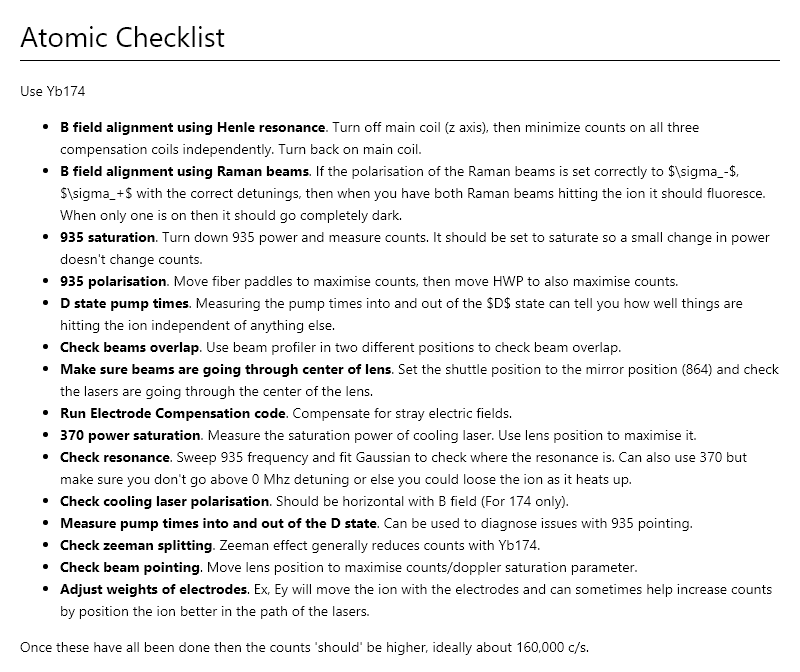 Atomic Checklist
Use Yb174
• B field alignment using Henle resonance. Turn off main coil (z axis), then minimize counts on all three
compensation coils independently. Turn back on main coil.
• B field alignment using Raman beams. If the polarisation of the Raman beams is set correctly to $\sigma_-$,
$\sigma_+$ with the correct detunings, then when you have both Raman beams hitting the ion it should fluoresce.
When only one is on then it should go completely dark.
• 935 saturation. Turn down 935 power and measure counts. It should be set to saturate so a small change in power
doesn't change counts.
• 935 polarisation. Move fiber paddles to maximise counts, then move HWP to also maximise counts.
• D state pump times. Measuring the pump times into and out of the $D$ state can tell you how well things are
hitting the ion independent of anything else.
• Check beams overlap. Use beam profiler in two different positions to check beam overlap.
• Make sure beams are going through center of lens. Set the shuttle position to the mirror position (864) and check
the lasers are going through the center of the lens.
• Run Electrode Compensation code. Compensate for stray electric fields.
• 370 power saturation. Measure the saturation power of cooling laser. Use lens position to maximise it.
• Check resonance. Sweep 935 frequency and fit Gaussian to check where the resonance is. Can also use 370 but
make sure you don't go above 0 Mhz detuning or else you could loose the ion as it heats up.
• Check cooling laser polarisation. Should be horizontal with B field (For 174 only).
• Measure pump times into and out of the D state. Can be used to diagnose issues with 935 pointing.
• Check zeeman splitting. Zeeman effect generally reduces counts with Yb174.
• Check beam pointing. Move lens position to maximise counts/doppler saturation parameter.
• Adjust weights of electrodes. Ex, Ey will move the ion with the electrodes and can sometimes help increase counts
by position the ion better in the path of the lasers.
Once these have all been done then the counts 'should' be higher, ideally about 160,000 c/s.